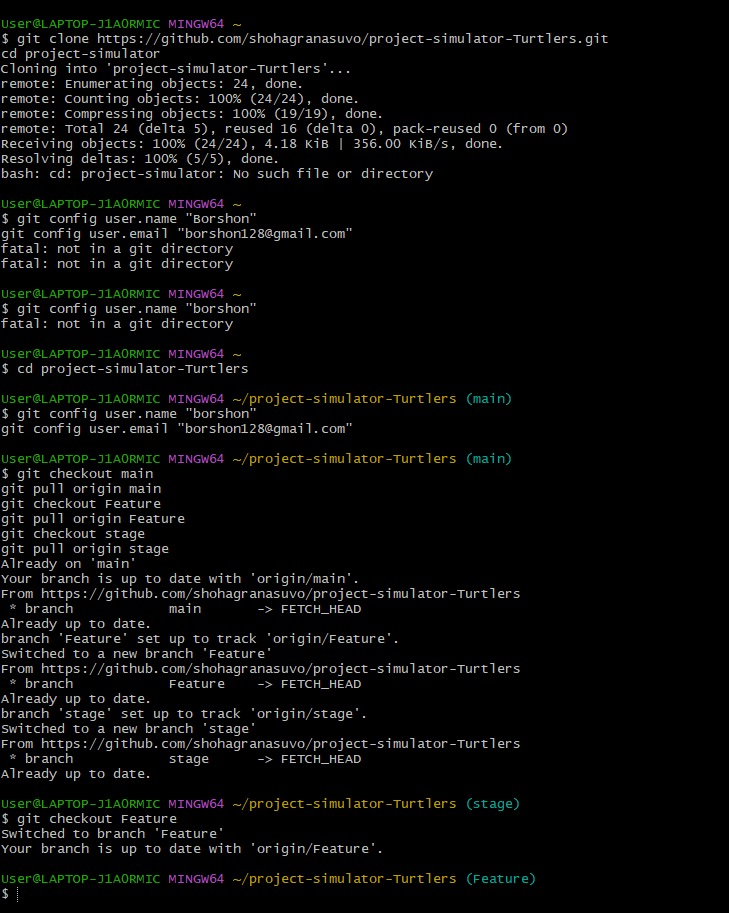 User@LAPTOP-J1A0RMIC MINGW64 ~
$ git clone https://github.com/shohagranasuvo/project-simulator-Turtlers.git
cd project-simulator
Cloning into 'project-simulator-Turtlers'...
remote: Enumerating objects: 24, done.
remote: Counting objects: 100% (24/24), done.
remote: Compressing objects: 100% (19/19), done.
remote: Total 24 (delta 5), reused 16 (delta 0), pack-reused 0 (from 0)
Receiving objects: 100% (24/24), 4.18 KiB | 356.00 KiB/s, done.
Resolving deltas: 100% (5/5), done.
bash: cd: project-simulator: No such file or directory
User@LAPTOP-J1A0RMIC MINGW64 ~
$ git config user.name "Borshon"
git config user.email "borshon128@gmail.com"
fatal: not in a git directory
fatal: not in a git directory
User@LAPTOP-J1A0RMIC MINGW64 ~
$ git config user.name "borshon"
fatal: not in a git directory
User@LAPTOP-J1A0RMIC MINGW64 ~
$ cd project-simulator-Turtlers
User@LAPTOP-J1A0RMIC MINGW64 ~/project-simulator-Turtlers (main)
$ git config user.name "borshon"
git config user.email "borshon128@gmail.com"
User@LAPTOP-J1A0RMIC MINGW64 ~/project-simulator-Turtlers (main)
$ git checkout main
git pull origin main
git checkout Feature
git pull origin Feature
git checkout stage
git pull origin stage
Already on 'main'
Your branch is up to date with 'origin/main'.
From https://github.com/shohagranasuvo/project-simulator-Turtlers
 * branch            main       -> FETCH_HEAD
Already up to date.
branch 'Feature' set up to track 'origin/Feature'.
Switched to a new branch 'Feature'
From https://github.com/shohagranasuvo/project-simulator-Turtlers
 * branch            Feature    -> FETCH_HEAD
Already up to date.
branch 'stage' set up to track 'origin/stage'.
Switched to a new branch 'stage'
From https://github.com/shohagranasuvo/project-simulator-Turtlers
 * branch            stage      -> FETCH_HEAD
Already up to date.
User@LAPTOP-J1A0RMIC MINGW64 ~/project-simulator-Turtlers (stage)
$ git checkout Feature
Switched to branch 'Feature'
Your branch is up to date with 'origin/Feature'.
User@LAPTOP-J1A0RMIC MINGW64 ~/project-simulator-Turtlers (Feature)
$